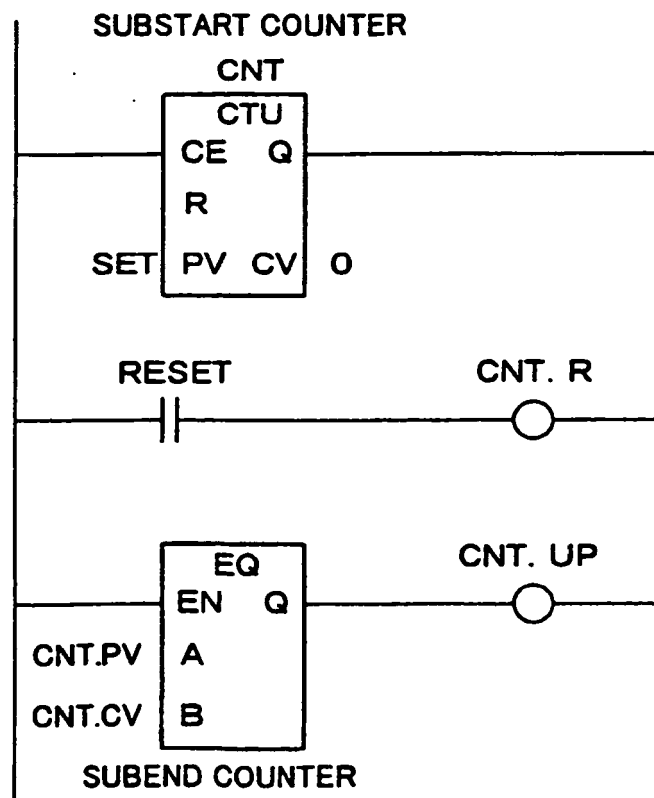 SUBSTART COUNTER
CNT
CTU
CE Q
R
SET PV CV 0
RESET CNT. R
EQ CNT. UP
EN Q
CNT.PV A
CNT.CV B
SUBEND COUNTER